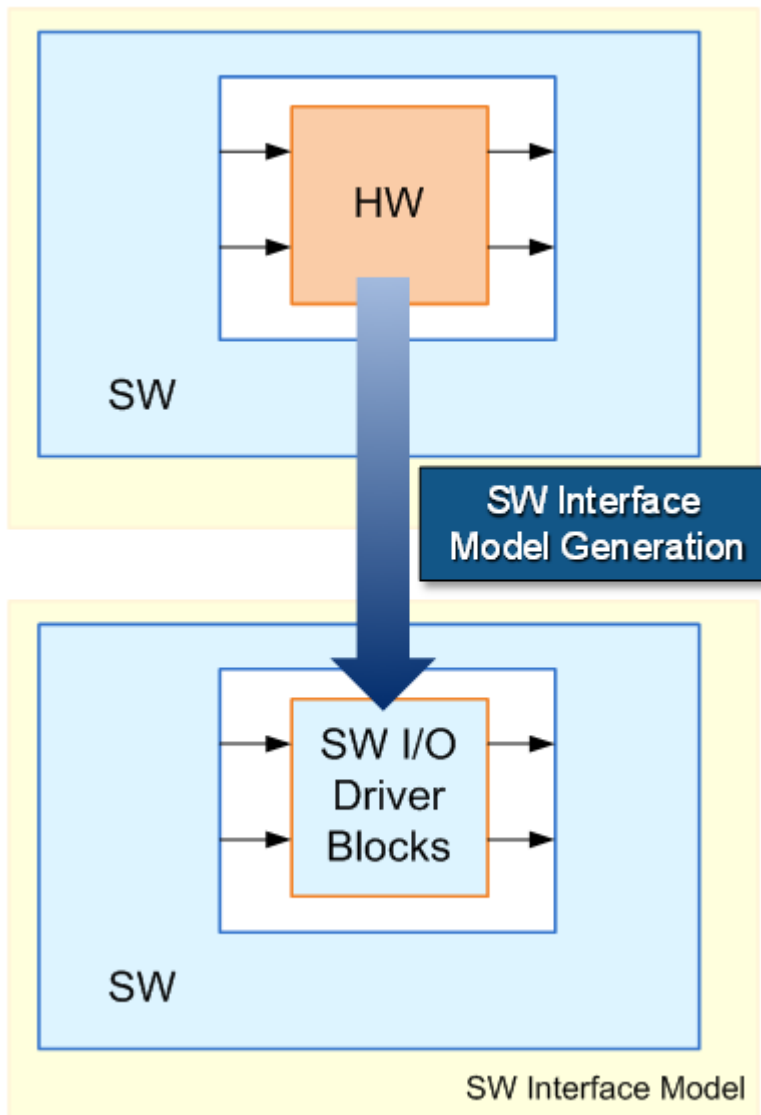 HW
SW
SW Interface
Model Generation
SW I/O
Driver
Blocks
SW
SW Interface Model